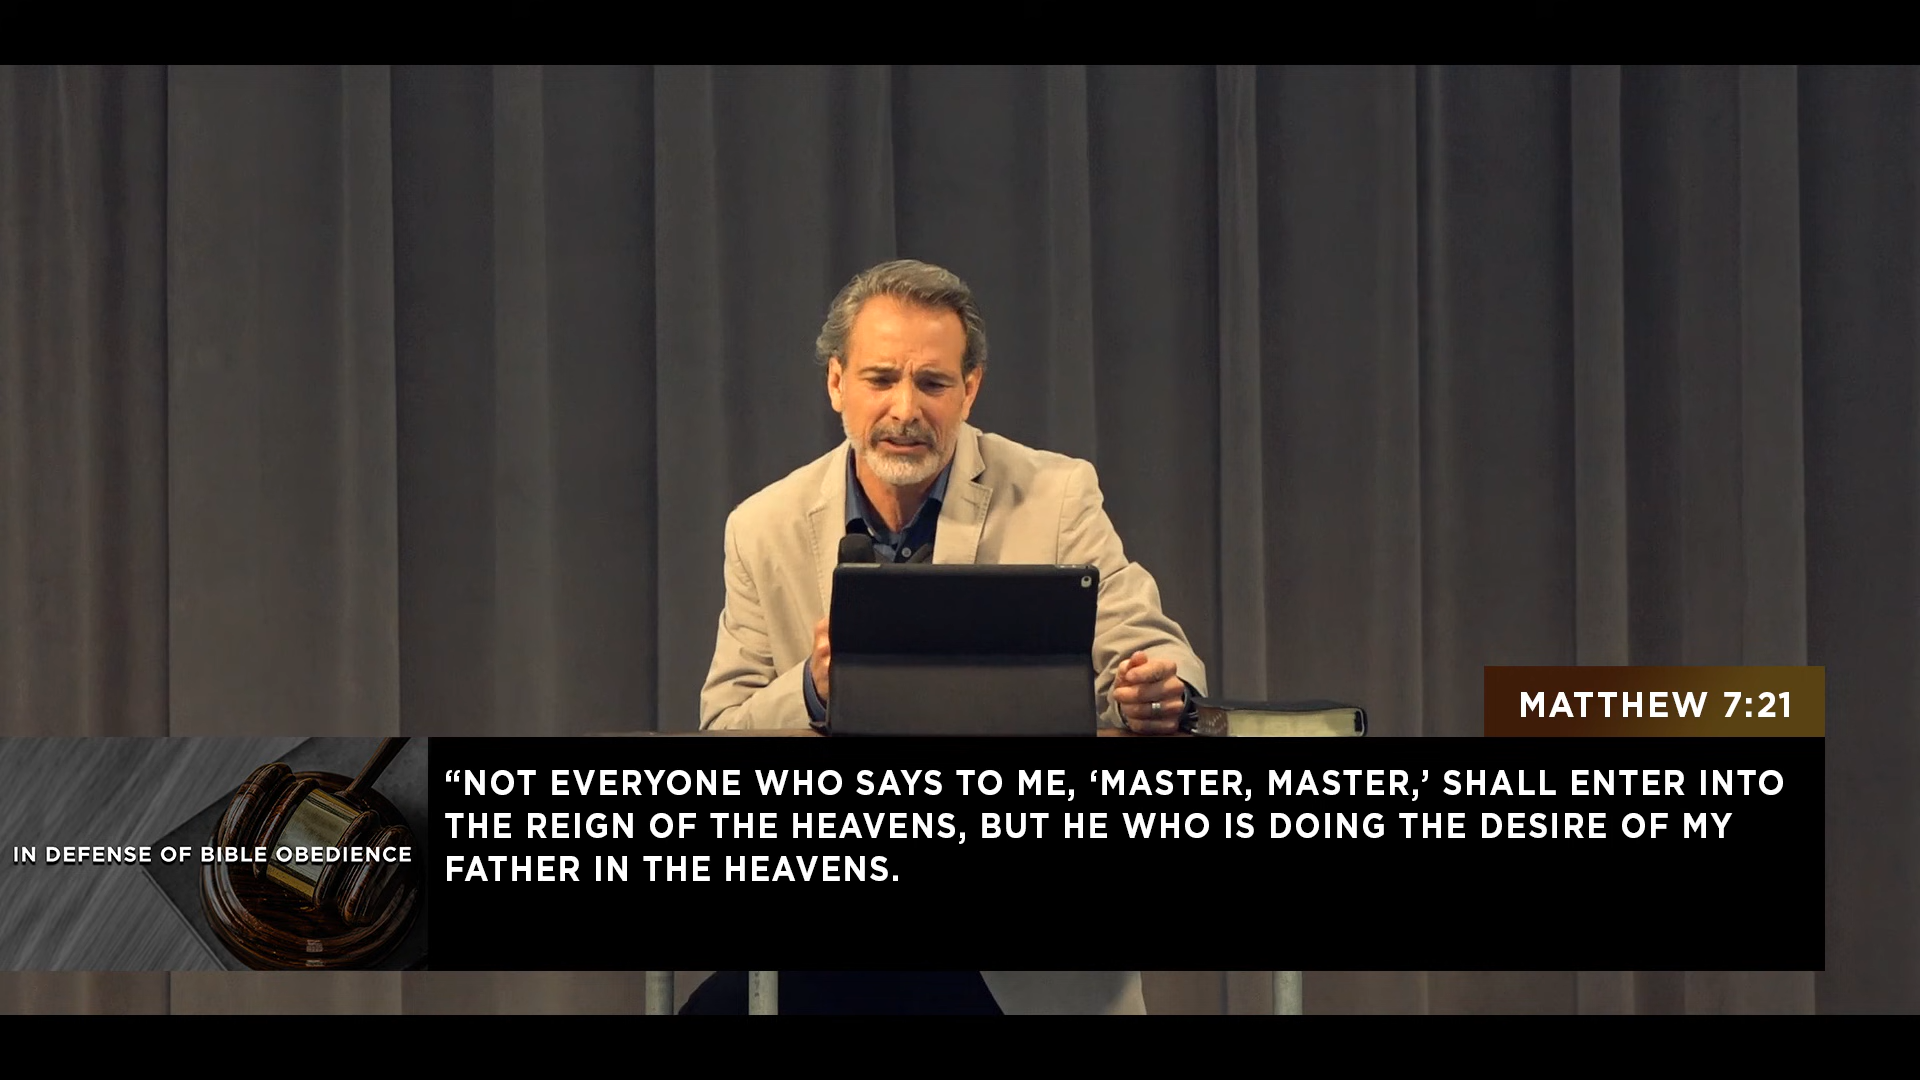 MATTHEW 7:21
IN DEFENSE OF BIBLE OBEDIENCE
“NOT EVERYONE WHO SAYS TO ME, ‘MASTER, MASTER,’ SHALL ENTER INTO
THE REIGN OF THE HEAVENS, BUT HE WHO IS DOING THE DESIRE OF MY
FATHER IN THE HEAVENS.